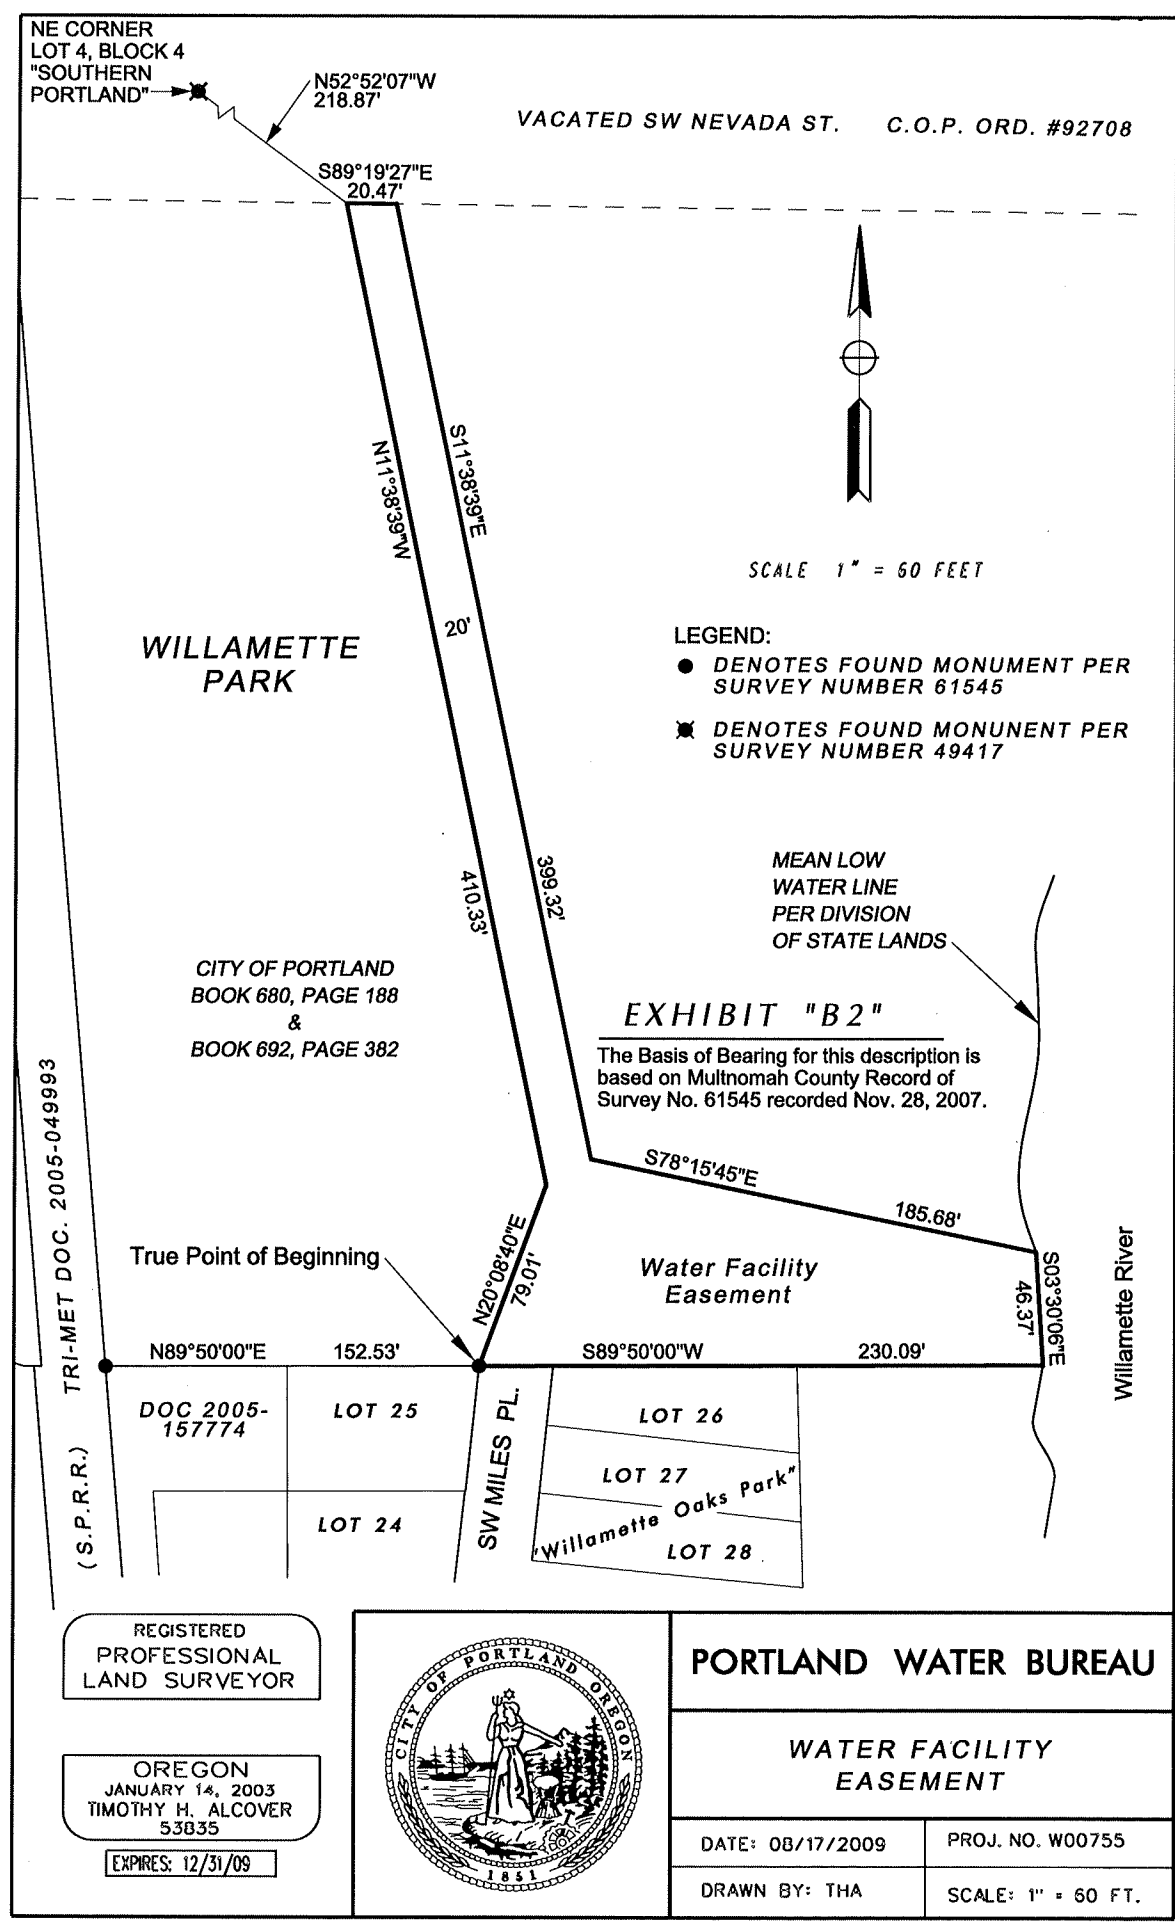 NE CORNER
LOT 4, BLOCK 4
"SOUTHERN
PORTLAND"
N52°52'07"W
218.87'
VACATED SW NEVADA ST. C.O.P. ORD. #92708
S89°19'27"E
20.47'
N11°38'39"W
S11°38'39"E
SCALE 1" = 60 FEET
20'
WILLAMETTE
PARK
LEGEND:
DENOTES FOUND MONUMENT PER
SURVEY NUMBER 61545
DENOTES FOUND MONUNENT PER
SURVEY NUMBER 49417
410.33'
399.32'
MEAN LOW
WATER LINE
PER DIVISION
OF STATE LANDS
CITY OF PORTLAND
BOOK 680, PAGE 188
&
BOOK 692, PAGE 382
EXHIBIT "B2"
The Basis of Bearing for this description is
based on Multnomah County Record of
Survey No. 61545 recorded Nov. 28, 2007.
S78°15'45"E
185.68'
TRI-MET DOC. 2005-049993
(S.P.R.R.)
True Point of Beginning
N20°08'40"E
79.01'
Water Facility
Easement
S03°30'06"E
46.37'
Willamette River
N89°50'00"E 152.53'
S89°50'00"W 230.09'
DOC 2005-
157774
LOT 25
LOT 24
SW MILES PL.
LOT 26
LOT 27
"Willamette Oaks Park"
LOT 28
REGISTERED
PROFESSIONAL
LAND SURVEYOR
OREGON
JANUARY 14, 2003
TIMOTHY H. ALCOVER
53835
EXPIRES: 12/31/09
CITY OF PORTLAND OREGON
1851
PORTLAND WATER BUREAU
WATER FACILITY
EASEMENT
DATE: 08/17/2009
PROJ. NO. W00755
DRAWN BY: THA
SCALE: 1" = 60 FT.